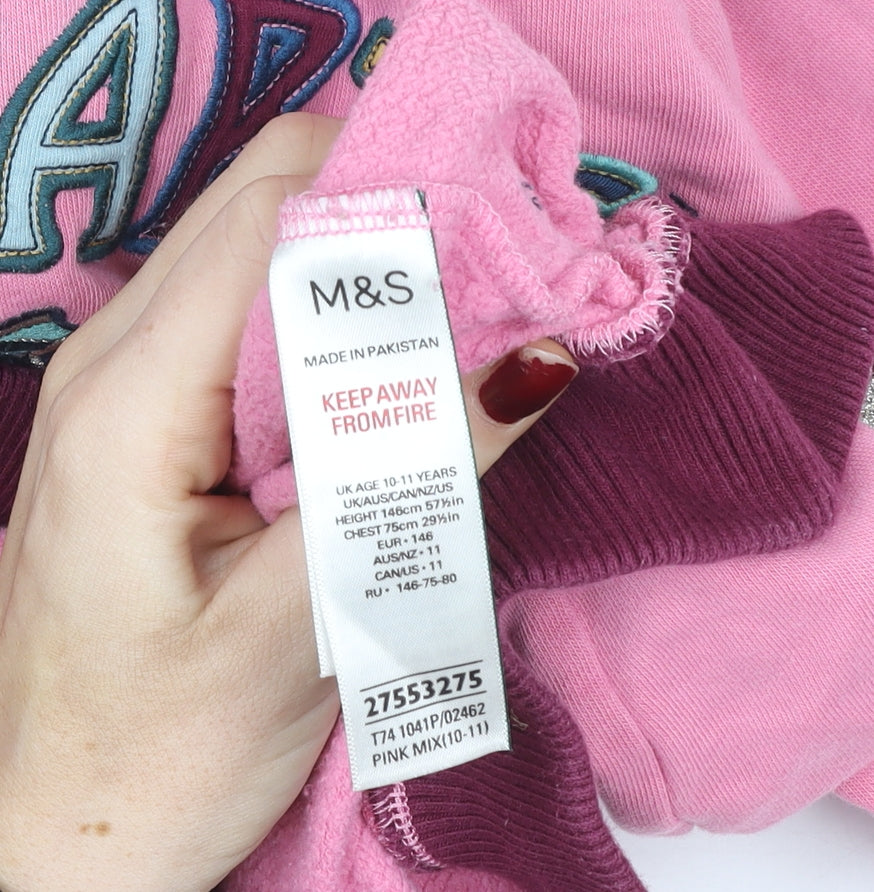 M&S
MADE IN PAKISTAN
KEEP AWAY
FROM FIRE
UK AGE 10-11 YEARS
UK/AUS/CAN/NZ/US
HEIGHT 146cm 57½in
CHEST 75cm 29½in
EUR • 146
AUS/NZ • 11
CAN/US • 11
RU • 146-75-80
27553275
T74 1041P/02462
PINK MIX(10-11)